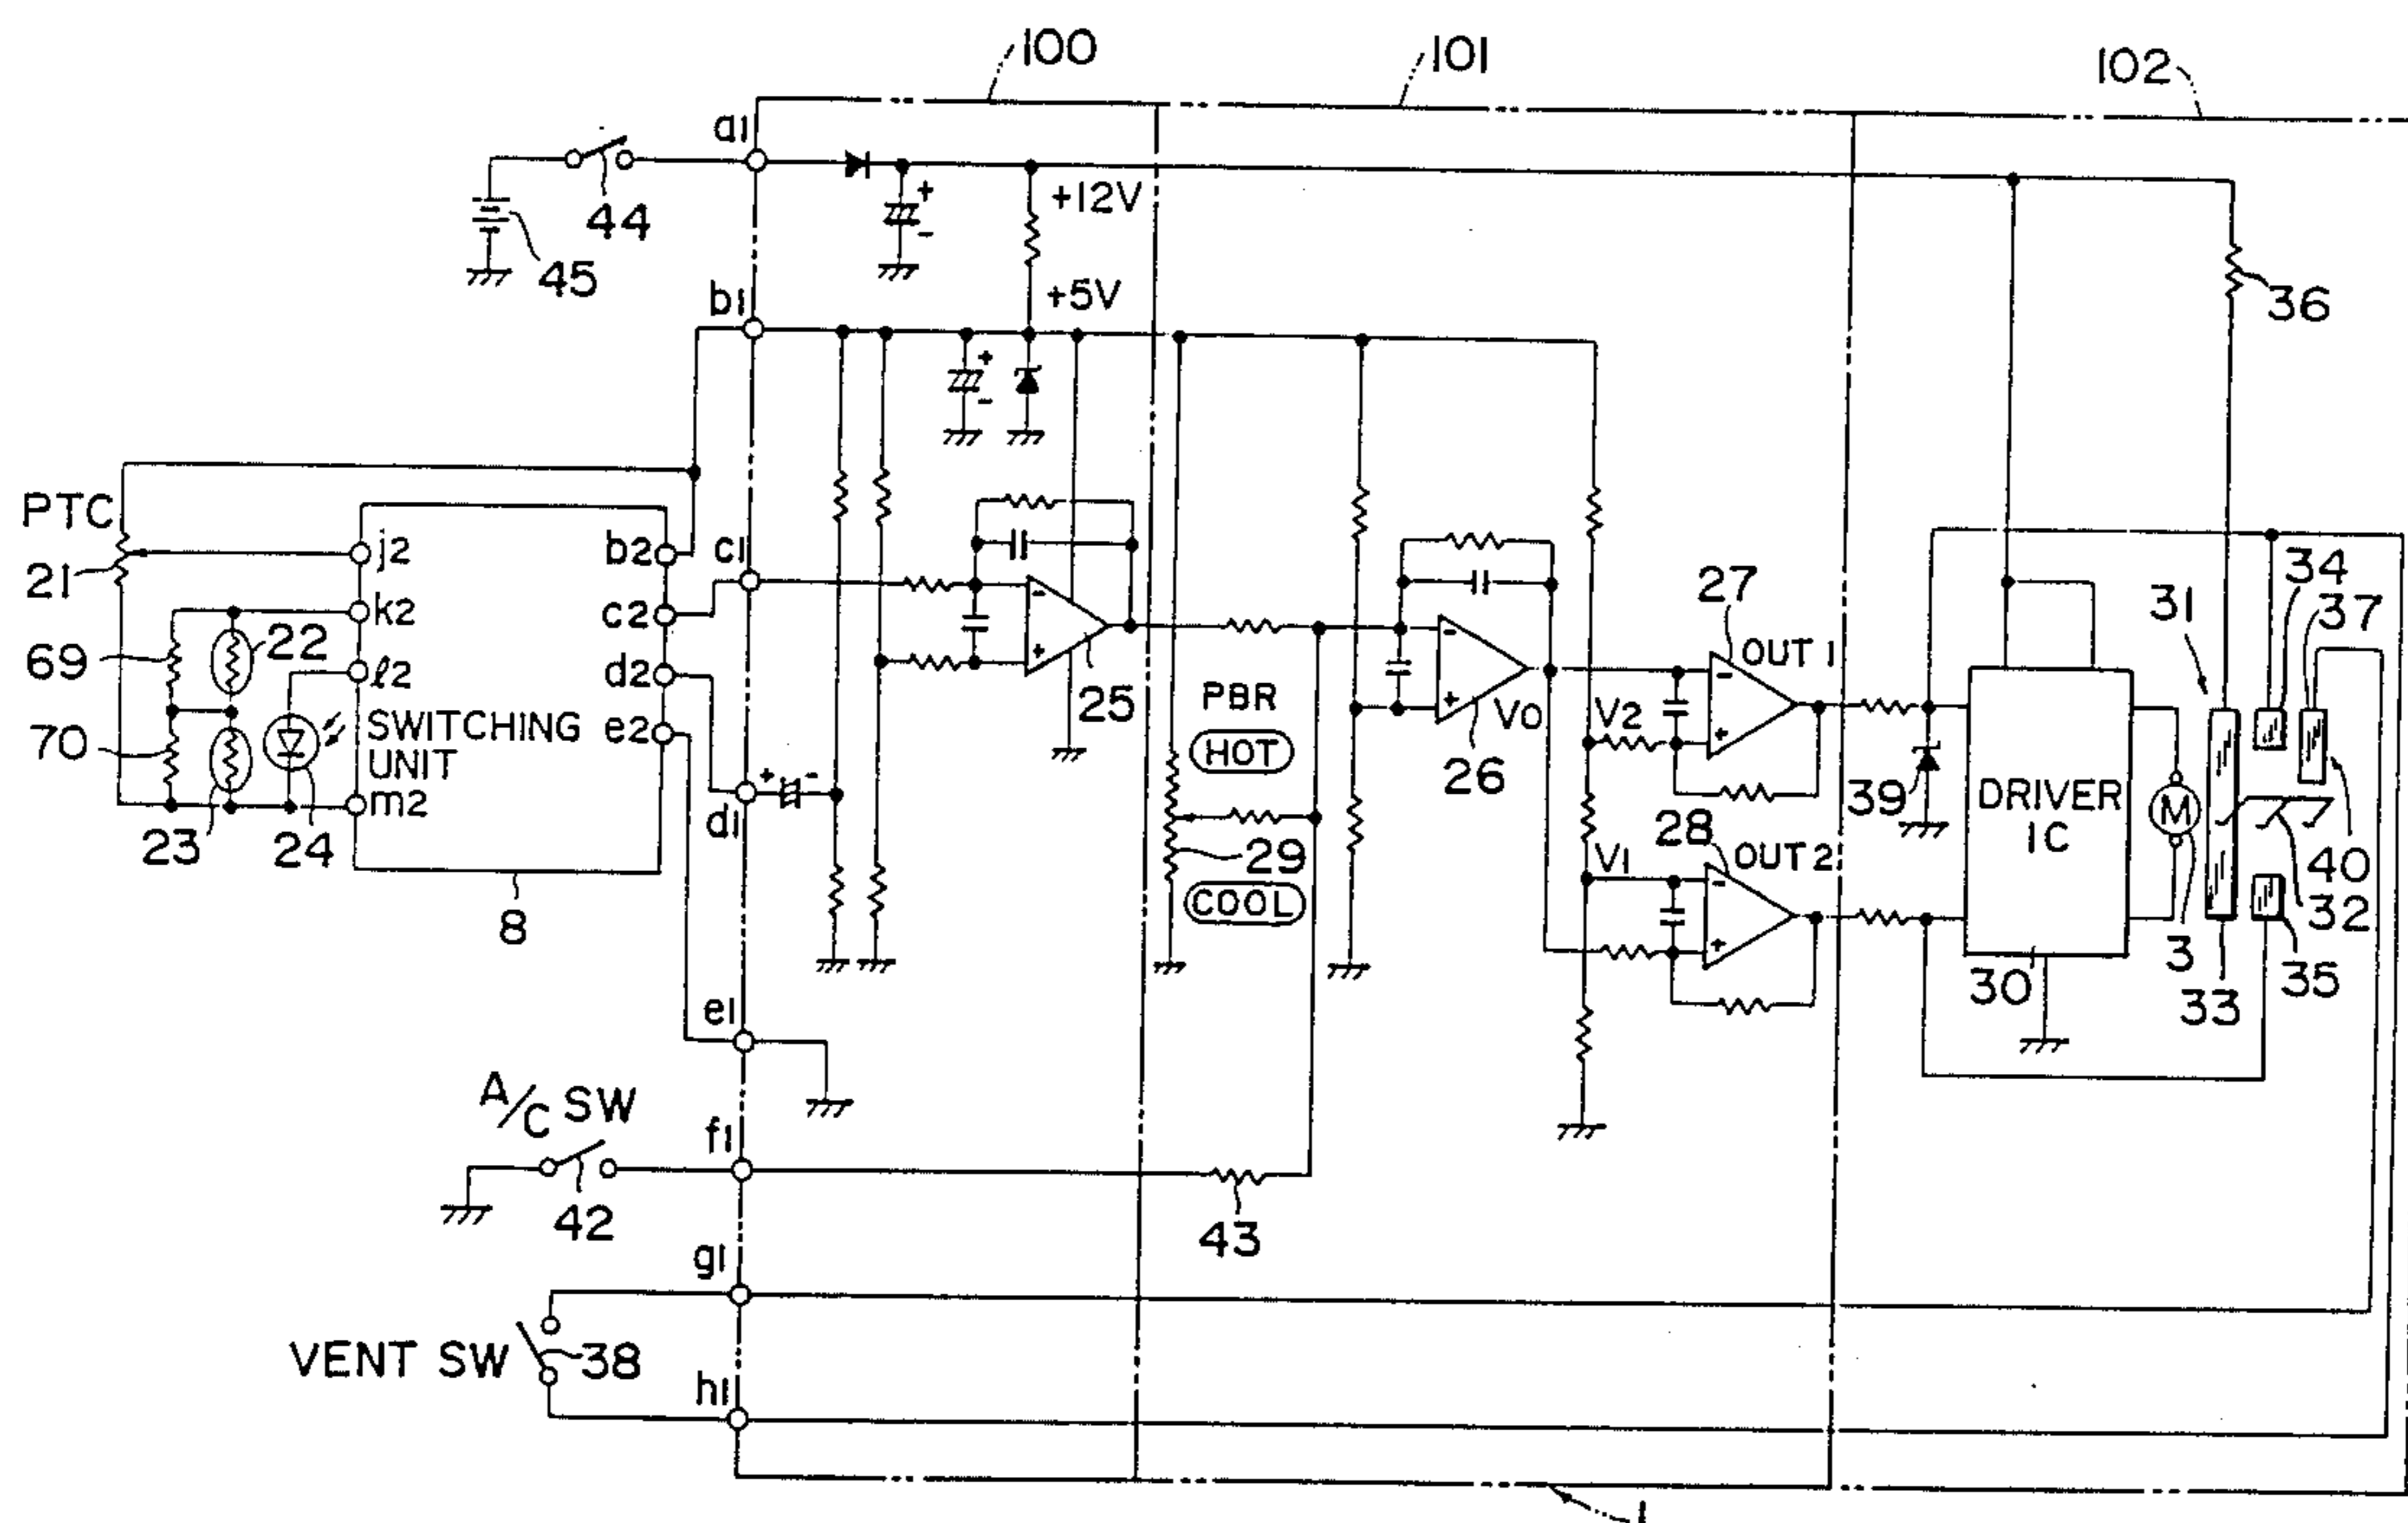 100
101
102
a1
44
45
+
-
+12V
b1
+5V
+
-
36
PTC
21
j2
k2
l2
m2
b2
c2
d2
e2
SWITCHING
UNIT
69
22
70
23
24
8
c1
d1
+
-
-
+
25
PBR
HOT
29
COOL
-
+
V0
26
27
OUT 1
V2
-
+
28
OUT 2
V1
-
+
39
DRIVER
IC
30
M
3
31
34
37
40
32
33
35
e1
A/C SW
f1
42
43
g1
VENT SW
38
h1
1